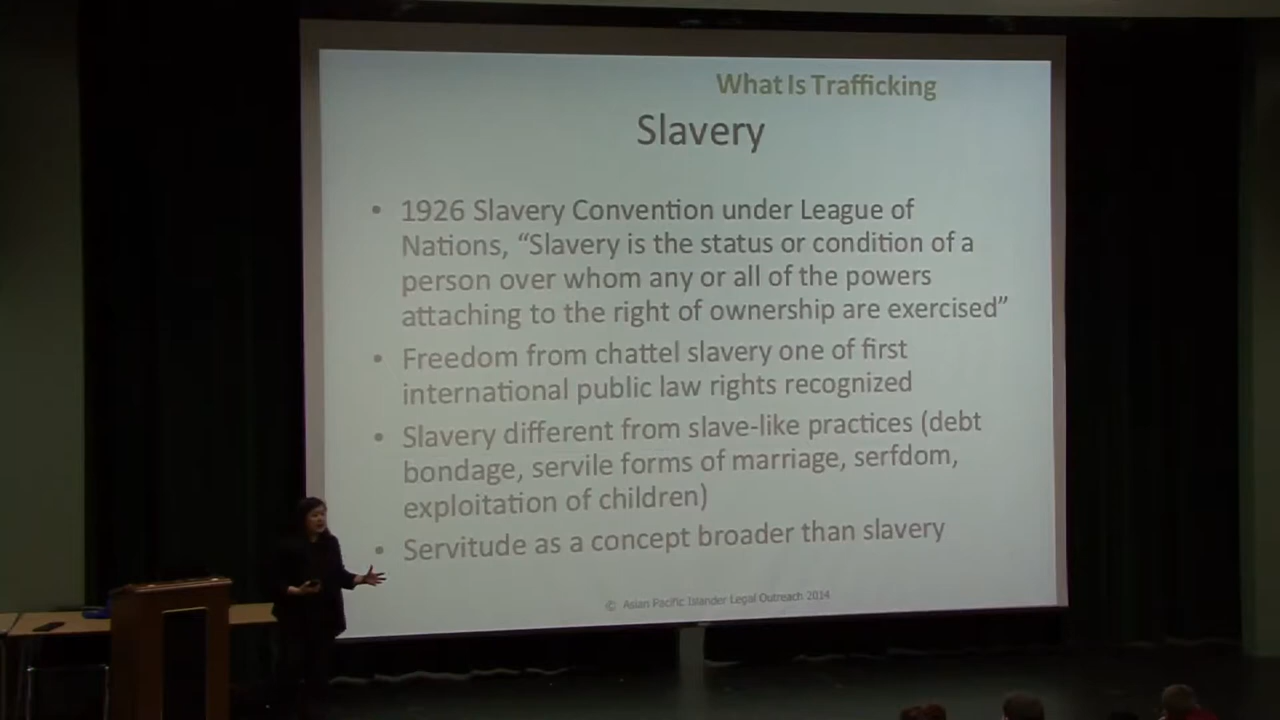 What Is Trafficking
Slavery
• 1926 Slavery Convention under League of
Nations, “Slavery is the status or condition of a
person over whom any or all of the powers
attaching to the right of ownership are exercised”
• Freedom from chattel slavery one of first
international public law rights recognized
• Slavery different from slave-like practices (debt
bondage, servile forms of marriage, serfdom,
exploitation of children)
• Servitude as a concept broader than slavery
© Asian Pacific Islander Legal Outreach 2014